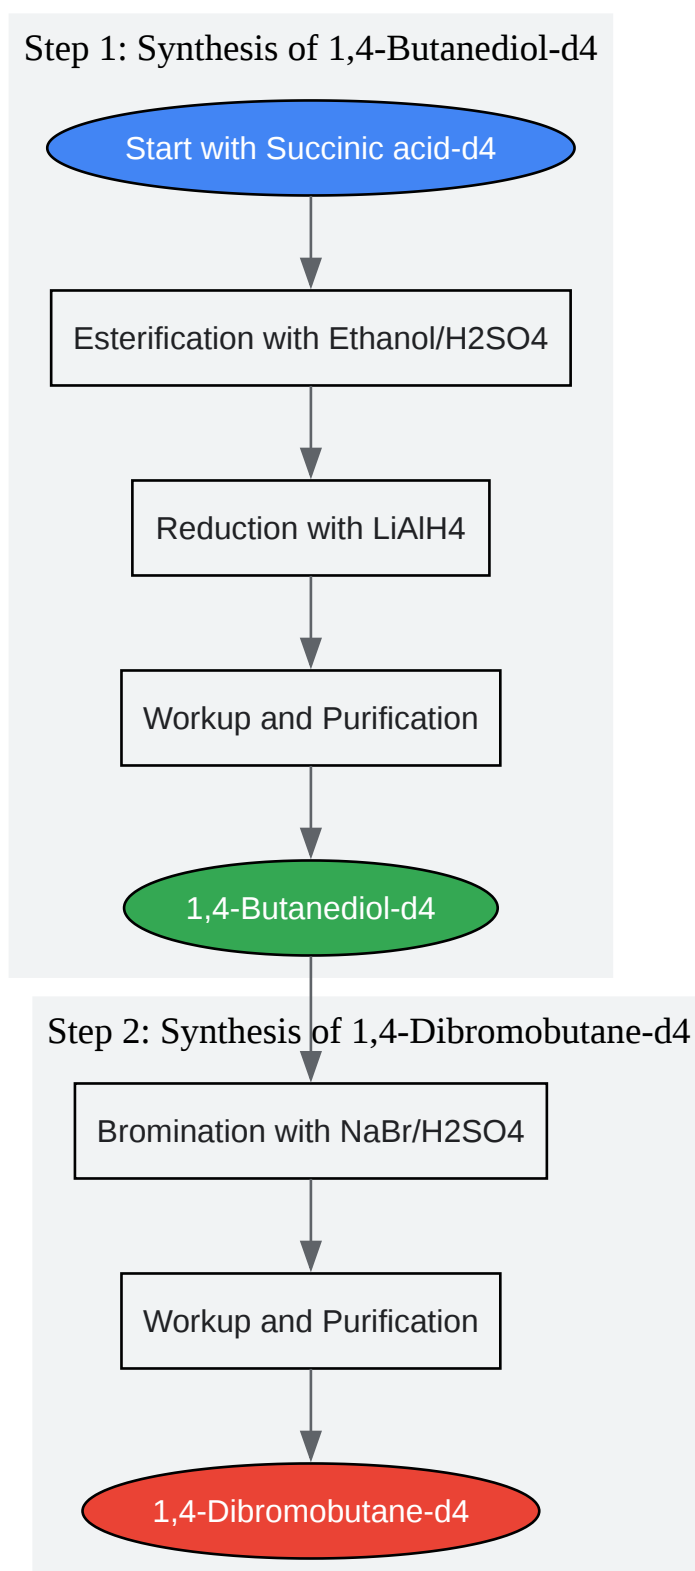 Step 1: Synthesis of 1,4-Butanediol-d4
Start with Succinic acid-d4
Esterification with Ethanol/H2SO4
Reduction with LiAlH4
Workup and Purification
1,4-Butanediol-d4
Step 2: Synthesis of 1,4-Dibromobutane-d4
Bromination with NaBr/H2SO4
Workup and Purification
1,4-Dibromobutane-d4